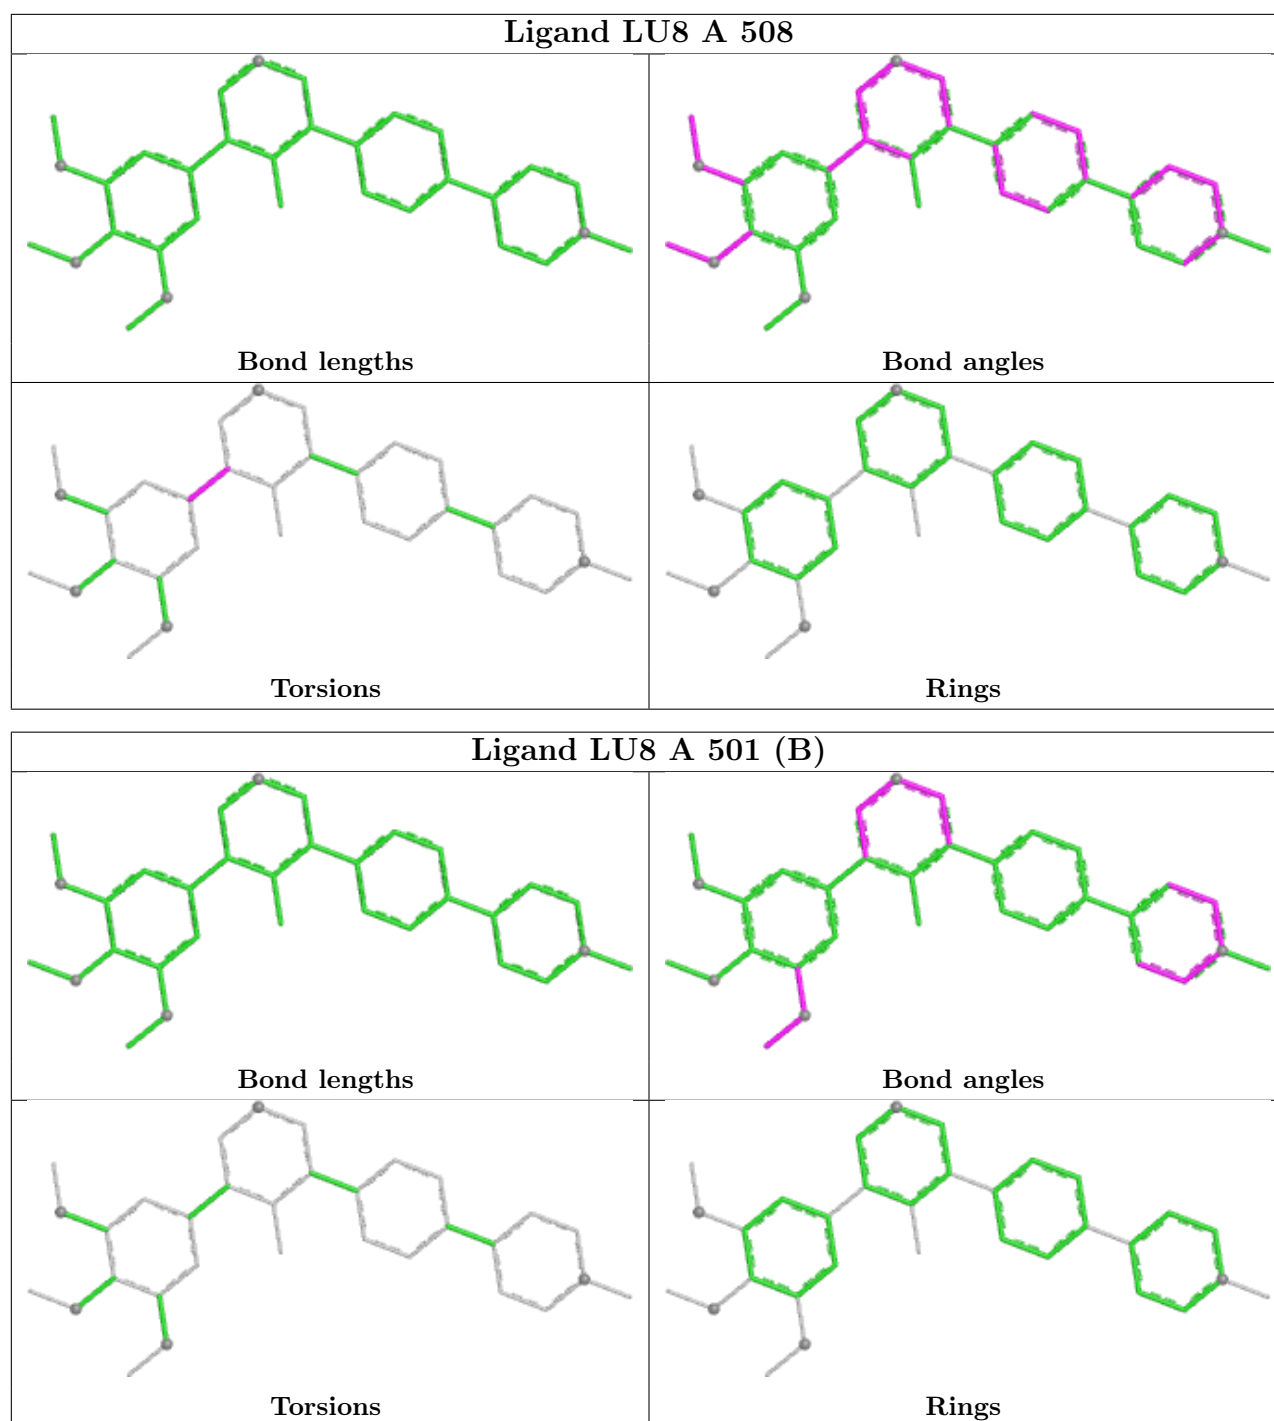 Ligand LU8 A 508
Bond lengths
Bond angles
Torsions
Rings
Ligand LU8 A 501 (B)
Bond lengths
Bond angles
Torsions
Rings